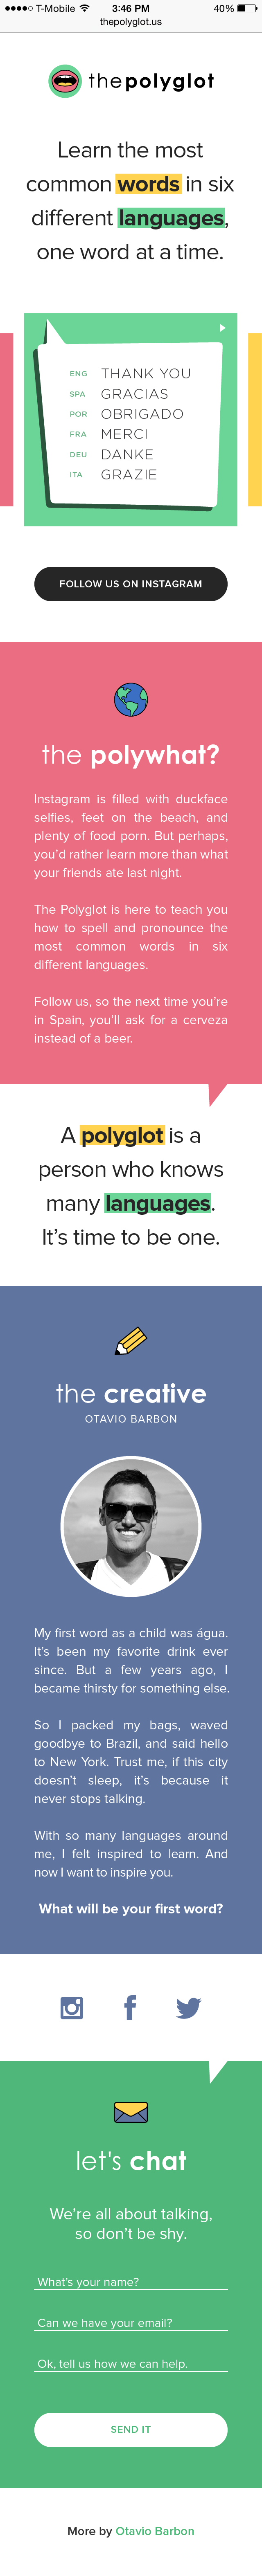 T-Mobile 3:46 PM 40%
thepolyglot.us
thepolyglot
Learn the most
common words in six
different languages,
one word at a time.
ENG THANK YOU
SPA GRACIAS
POR OBRIGADO
FRA MERCI
DEU DANKE
ITA GRAZIE
FOLLOW US ON INSTAGRAM
the polywhat?
Instagram is filled with duckface
selfies, feet on the beach, and
plenty of food porn. But perhaps,
you'd rather learn more than what
your friends ate last night.
The Polyglot is here to teach you
how to spell and pronounce the
most common words in six
different languages.
Follow us, so the next time you're
in Spain, you'll ask for a cerveza
instead of a beer.
A polyglot is a
person who knows
many languages.
It's time to be one.
the creative
OTAVIO BARBON
My first word as a child was água.
It's been my favorite drink ever
since. But a few years ago, I
became thirsty for something else.
So I packed my bags, waved
goodbye to Brazil, and said hello
to New York. Trust me, if this city
doesn't sleep, it's because it
never stops talking.
With so many languages around
me, I felt inspired to learn. And
now I want to inspire you.
What will be your first word?
let's chat
We're all about talking,
so don't be shy.
What's your name?
Can we have your email?
Ok, tell us how we can help.
SEND IT
More by Otavio Barbon